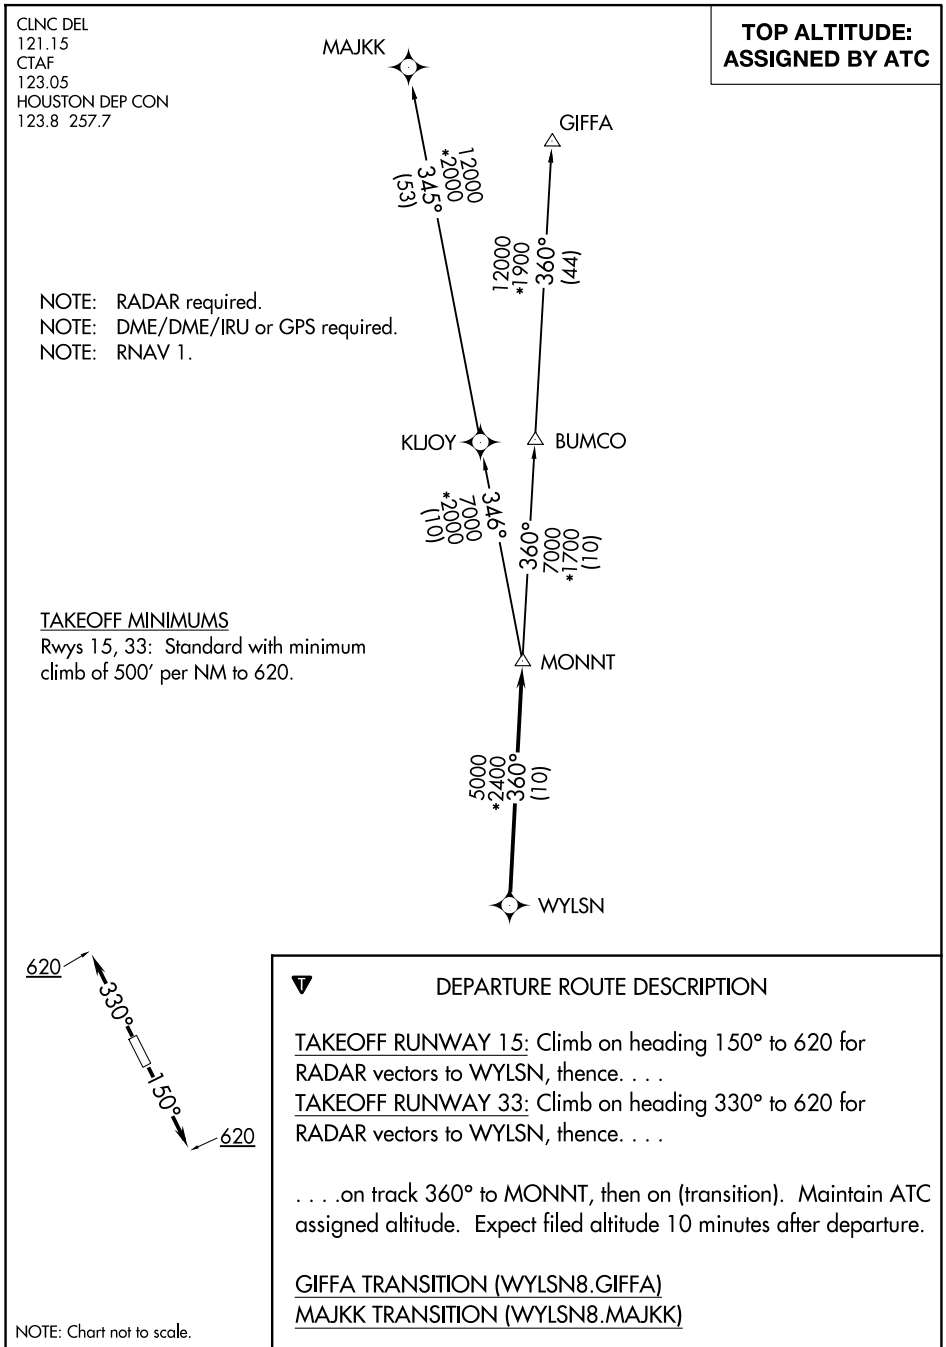 CLNC DEL
121.15
CTAF
123.05
HOUSTON DEP CON
123.8 257.7
TOP ALTITUDE:
ASSIGNED BY ATC
MAJKK
GIFFA
12000
*2000
345°
(53)
12000
*1900
360°
(44)
NOTE: RADAR required.
NOTE: DME/DME/IRU or GPS required.
NOTE: RNAV 1.
KLJOY
BUMCO
346°
7000
*2000
(10)
360°
7000
*1700
(10)
TAKEOFF MINIMUMS
Rwys 15, 33: Standard with minimum
climb of 500' per NM to 620.
MONNT
5000
*2400
360°
(10)
WYLSN
620
330°
150°
620
NOTE: Chart not to scale.
T
DEPARTURE ROUTE DESCRIPTION
TAKEOFF RUNWAY 15: Climb on heading 150° to 620 for
RADAR vectors to WYLSN, thence. . . .
TAKEOFF RUNWAY 33: Climb on heading 330° to 620 for
RADAR vectors to WYLSN, thence. . . .
. . . .on track 360° to MONNT, then on (transition). Maintain ATC
assigned altitude. Expect filed altitude 10 minutes after departure.
GIFFA TRANSITION (WYLSN8.GIFFA)
MAJKK TRANSITION (WYLSN8.MAJKK)